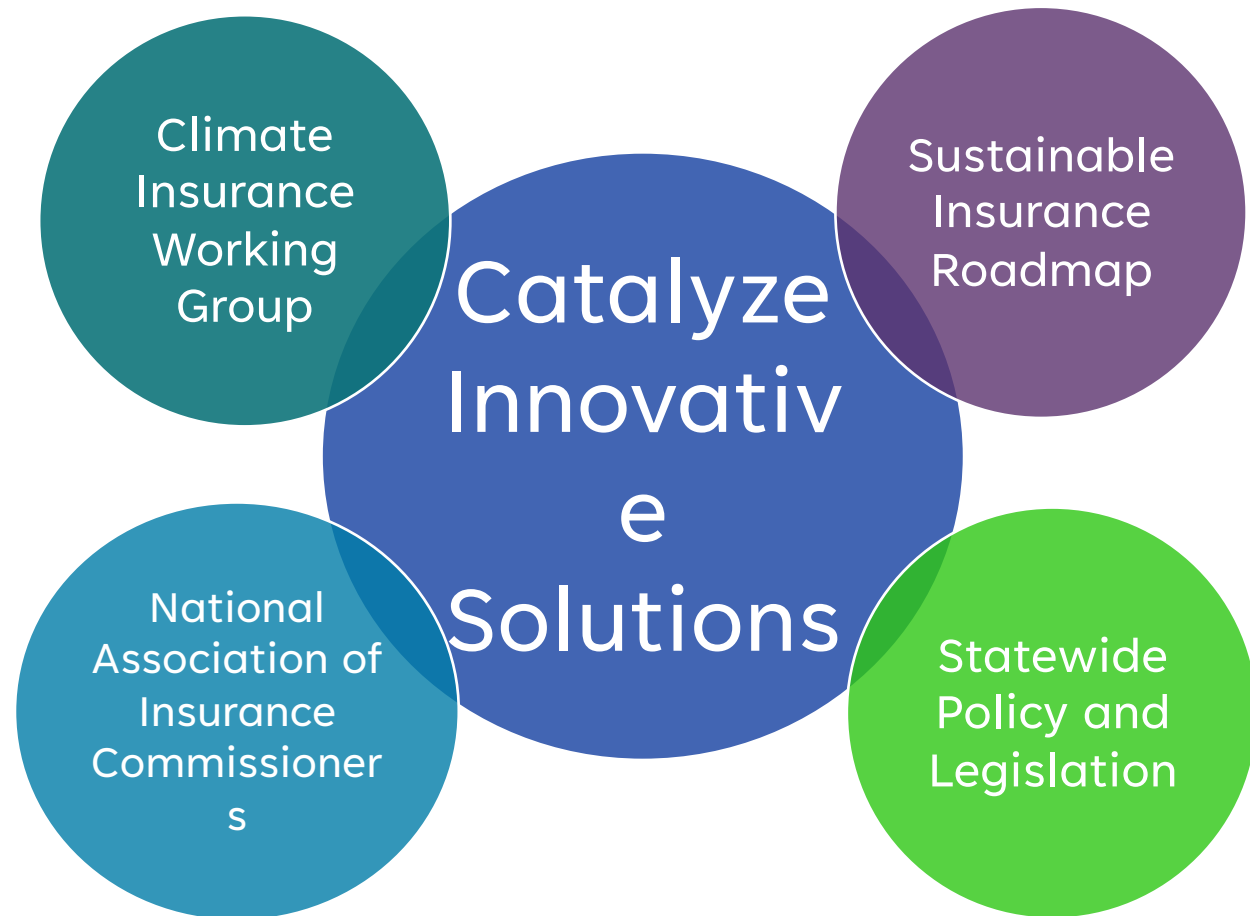 Climate
Insurance
Working
Group
Sustainable
Insurance
Roadmap
Catalyze
Innovativ
e
Solutions
National
Association of
Insurance
Commissioner
s
Statewide
Policy and
Legislation